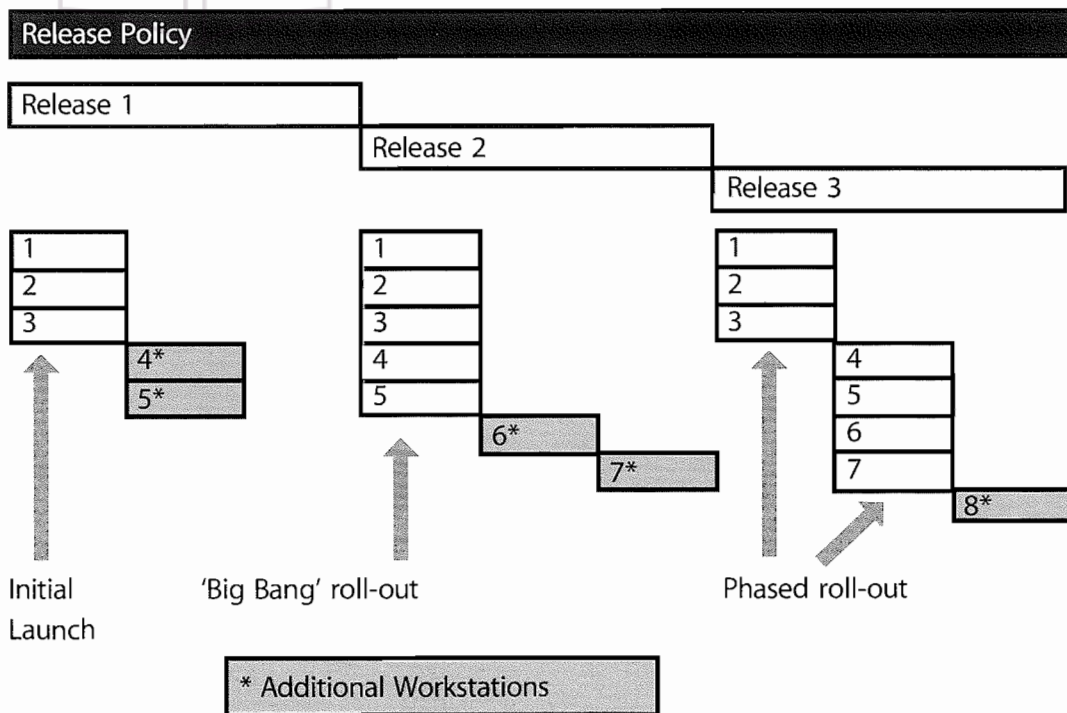 Release Policy
Release 1
Release 2
Release 3
1
2
3
4*
5*
1
2
3
4
5
6*
7*
1
2
3
4
5
6
7
8*
Initial
Launch
'Big Bang' roll-out
Phased roll-out
* Additional Workstations